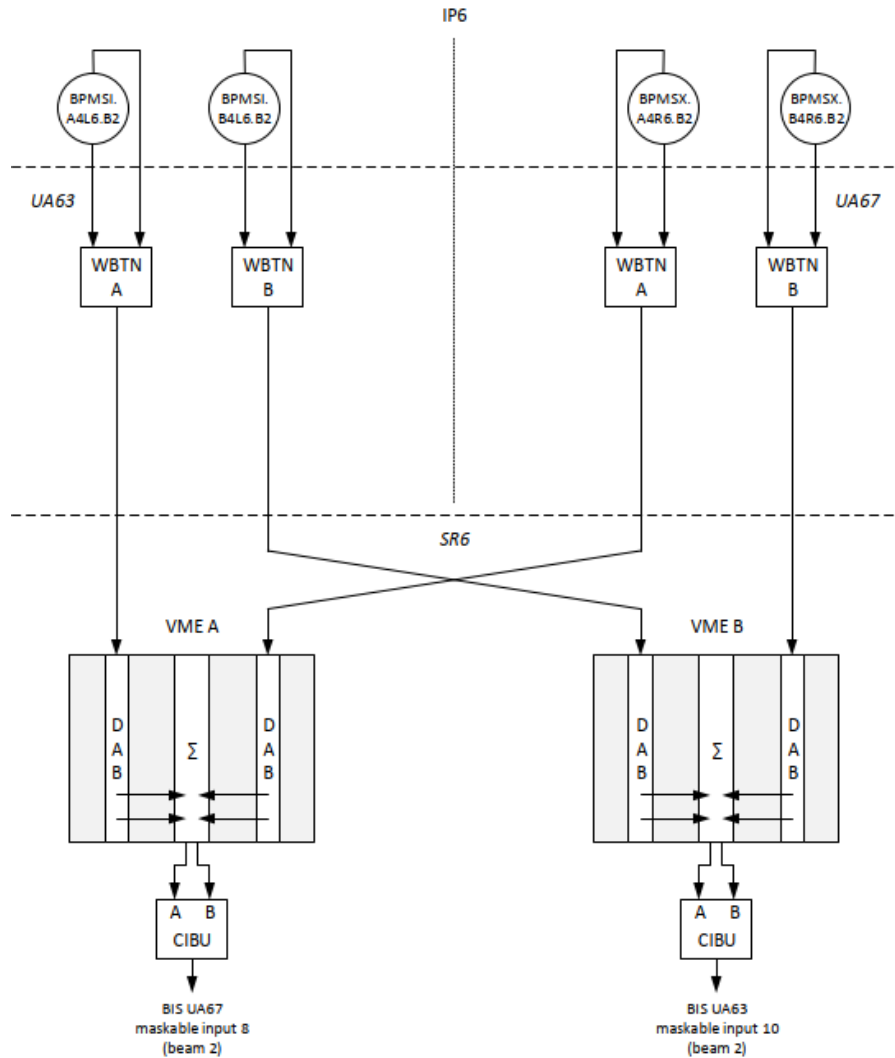 IP6
BPMSI.
A4L6.B2
BPMSI.
B4L6.B2
BPMSX.
A4R6.B2
BPMSX.
B4R6.B2
UA63
UA67
WBTN
A
WBTN
B
WBTN
A
WBTN
B
SR6
VME A
VME B
D
A
B
Σ
D
A
B
D
A
B
Σ
D
A
B
A B
CIBU
A B
CIBU
BIS UA67
maskable input 8
(beam 2)
BIS UA63
maskable input 10
(beam 2)